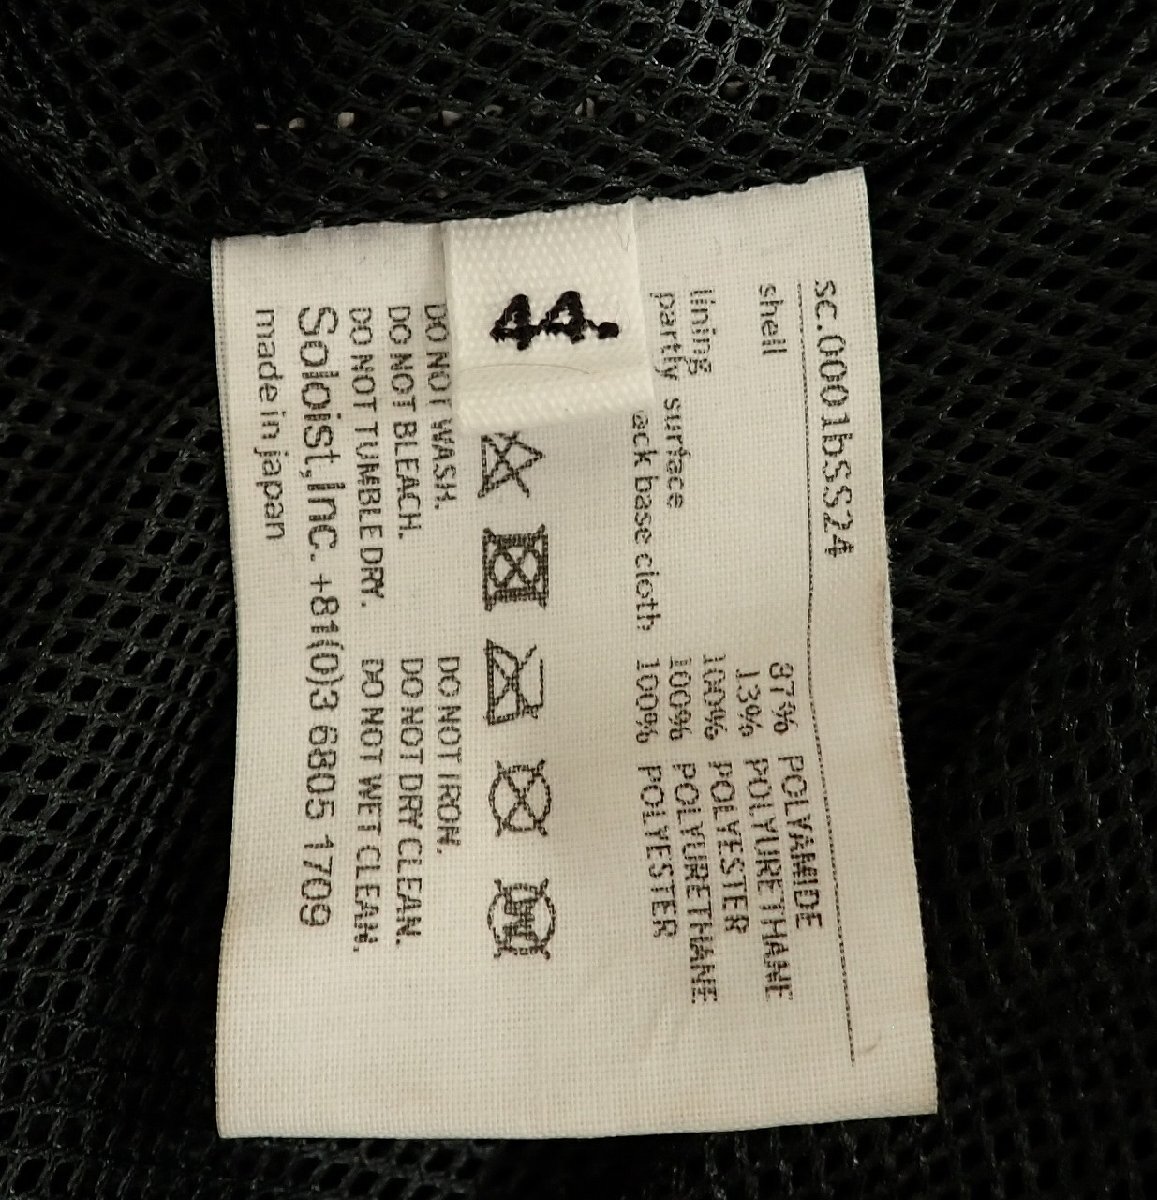 sc.0001bSS24
shell 87% POLYAMIDE
13% POLYURETHANE
lining 100% POLYESTER
partly surface 100% POLYURETHANE
ack base cloth 100% POLYESTER
44.
DO NOT WASH. DO NOT IRON.
DO NOT BLEACH. DO NOT DRY CLEAN.
DO NOT TUMBLE DRY. DO NOT WET CLEAN.
Soloist,Inc. +81(0)3 6805 1709
made in japan